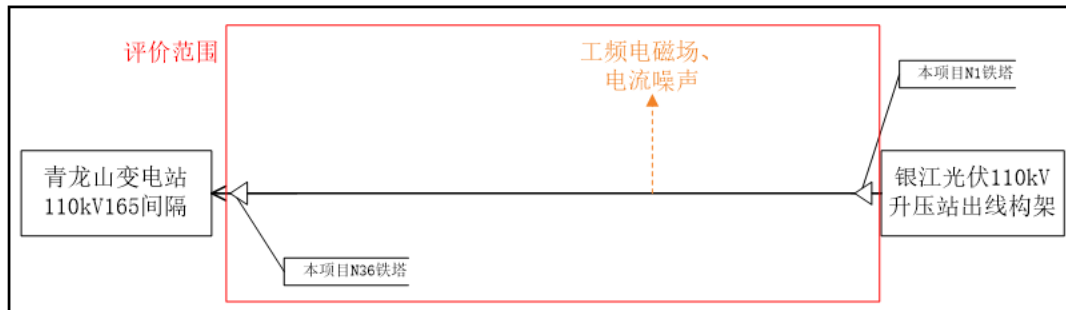 评价范围
工频电磁场、
电流噪声
本项目N1铁塔
青龙山变电站
110kV165间隔
银江光伏110kV
升压站出线构架
本项目N36铁塔